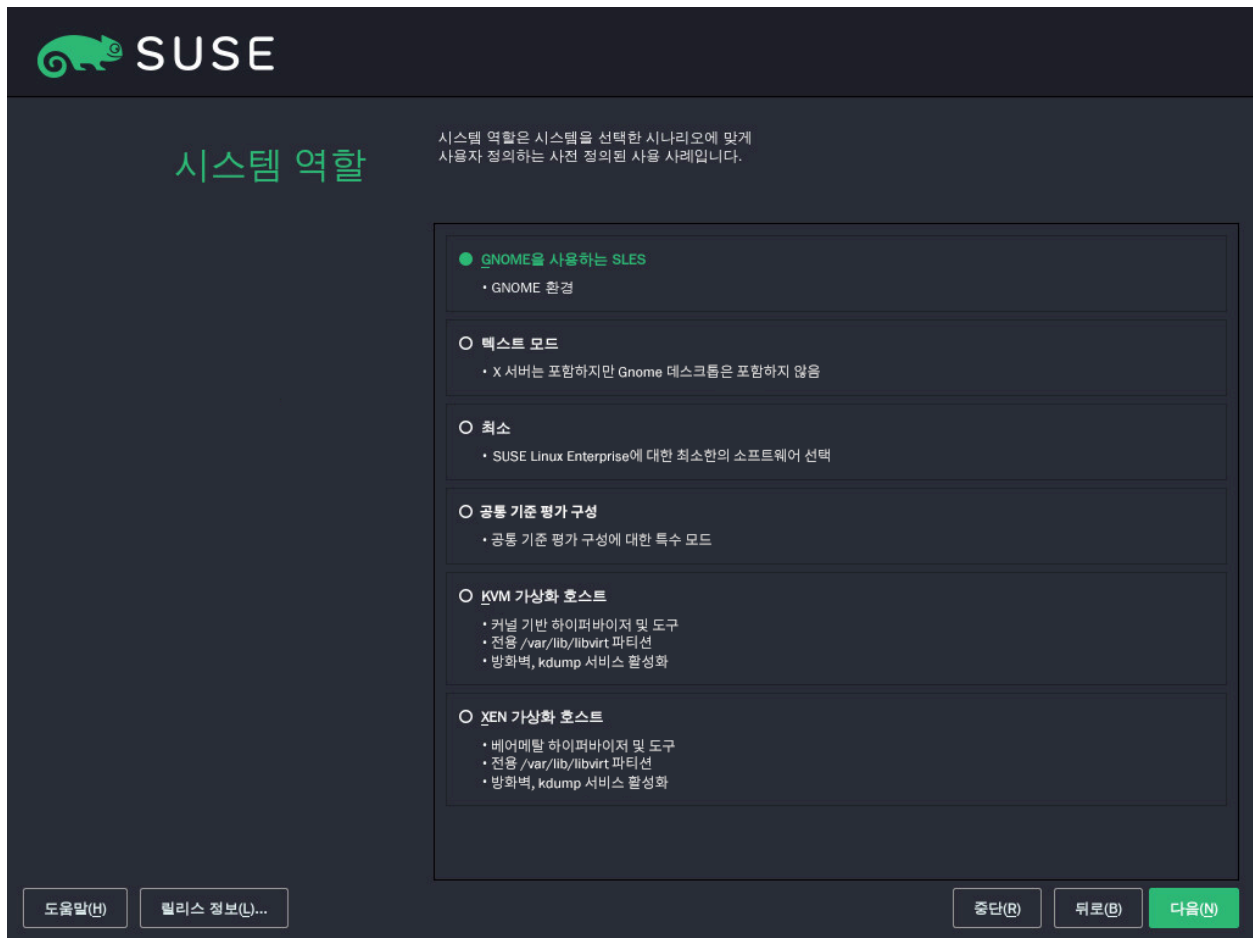 SUSE
시스템 역할
시스템 역할은 시스템을 선택한 시나리오에 맞게
사용자 정의하는 사전 정의된 사용 사례입니다.
GNOME을 사용하는 SLES
• GNOME 환경
텍스트 모드
• X 서버는 포함하지만 Gnome 데스크톱은 포함하지 않음
최소
• SUSE Linux Enterprise에 대한 최소한의 소프트웨어 선택
공통 기준 평가 구성
• 공통 기준 평가 구성에 대한 특수 모드
KVM 가상화 호스트
• 커널 기반 하이퍼바이저 및 도구
• 전용 /var/lib/libvirt 파티션
• 방화벽, kdump 서비스 활성화
XEN 가상화 호스트
• 베어메탈 하이퍼바이저 및 도구
• 전용 /var/lib/libvirt 파티션
• 방화벽, kdump 서비스 활성화
도움말(H)
릴리스 정보(L)...
중단(R)
뒤로(B)
다음(N)